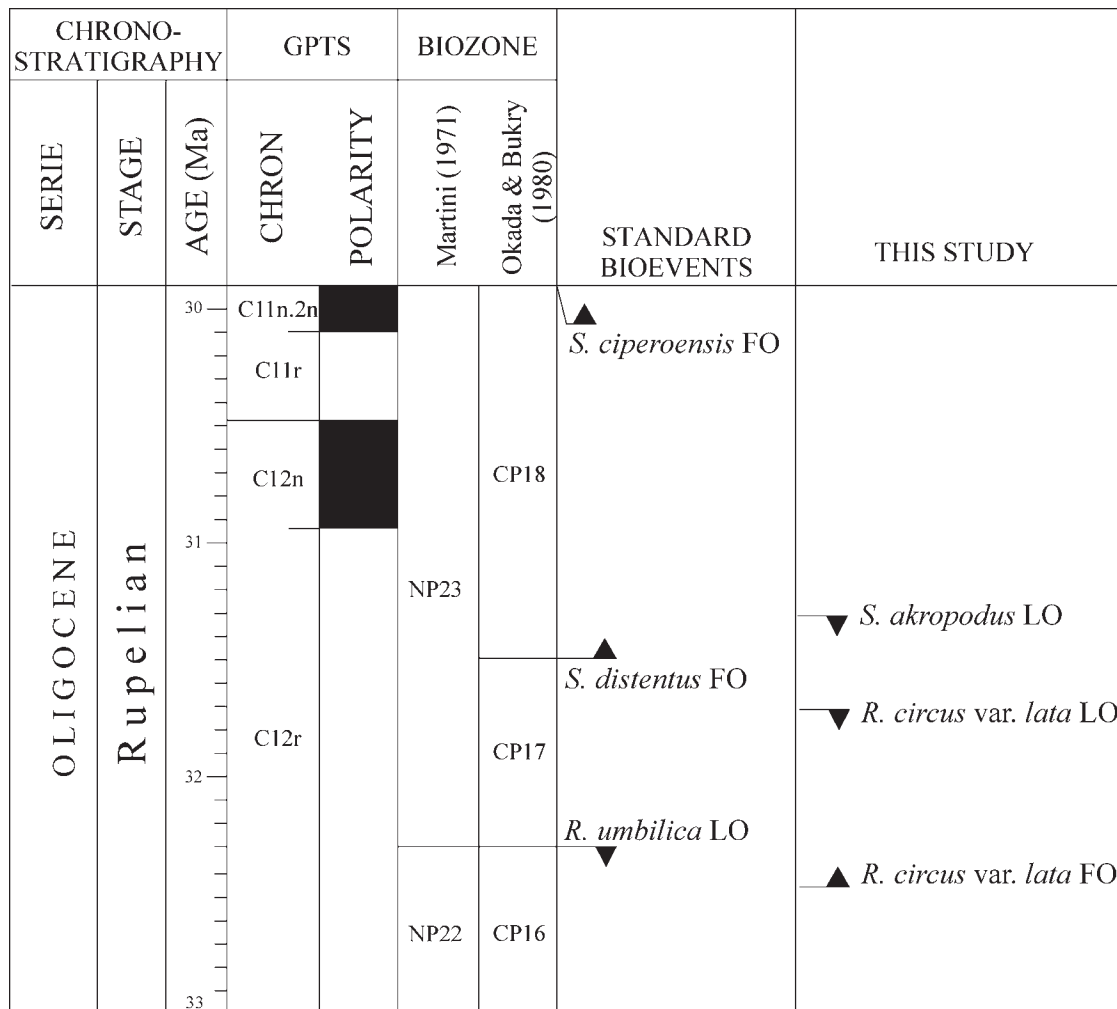 CHRONO-
STRATIGRAPHY
GPTS
BIOZONE
SERIE
STAGE
AGE (Ma)
CHRON
POLARITY
Martini (1971)
Okada & Bukry
(1980)
STANDARD
BIOEVENTS
THIS STUDY
OLIGOCENE
Rupelian
30
31
32
33
C11n.2n
C11r
C12n
C12r
NP23
NP22
CP18
CP17
CP16
S. ciperoensis FO
S. distentus FO
R. umbilica LO
S. akropodus LO
R. circus var. lata LO
R. circus var. lata FO